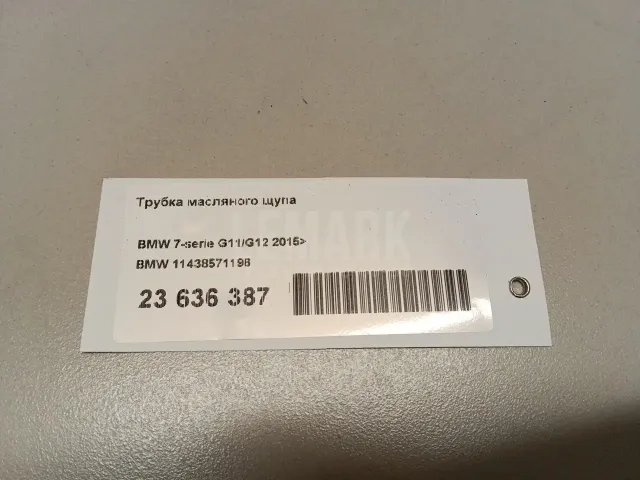 Трубка масляного щупа
BMW 7-serie G11/G12 2015>
BMW 11438571198
23 636 387